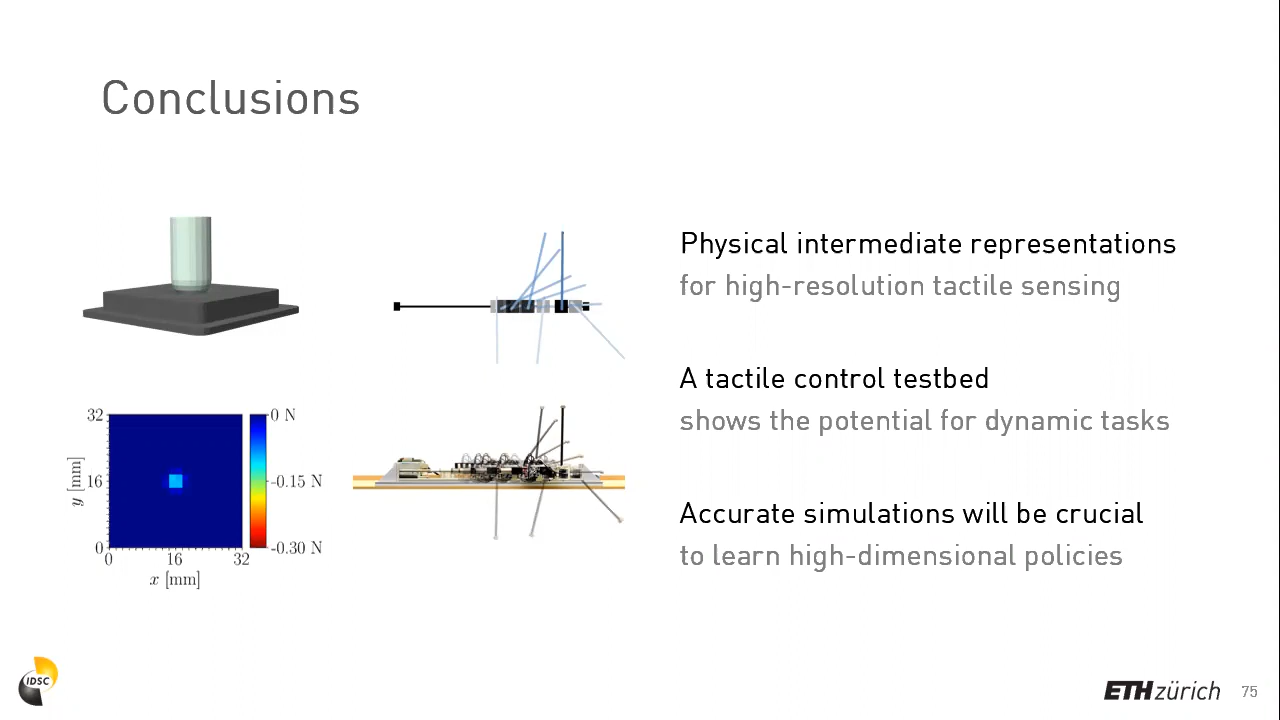 Conclusions
Physical intermediate representations
for high-resolution tactile sensing
A tactile control testbed
shows the potential for dynamic tasks
Accurate simulations will be crucial
to learn high-dimensional policies
32
16
0
y [mm]
0 16 32
x [mm]
0 N
-0.15 N
-0.30 N
IDSC
ETH zürich
75